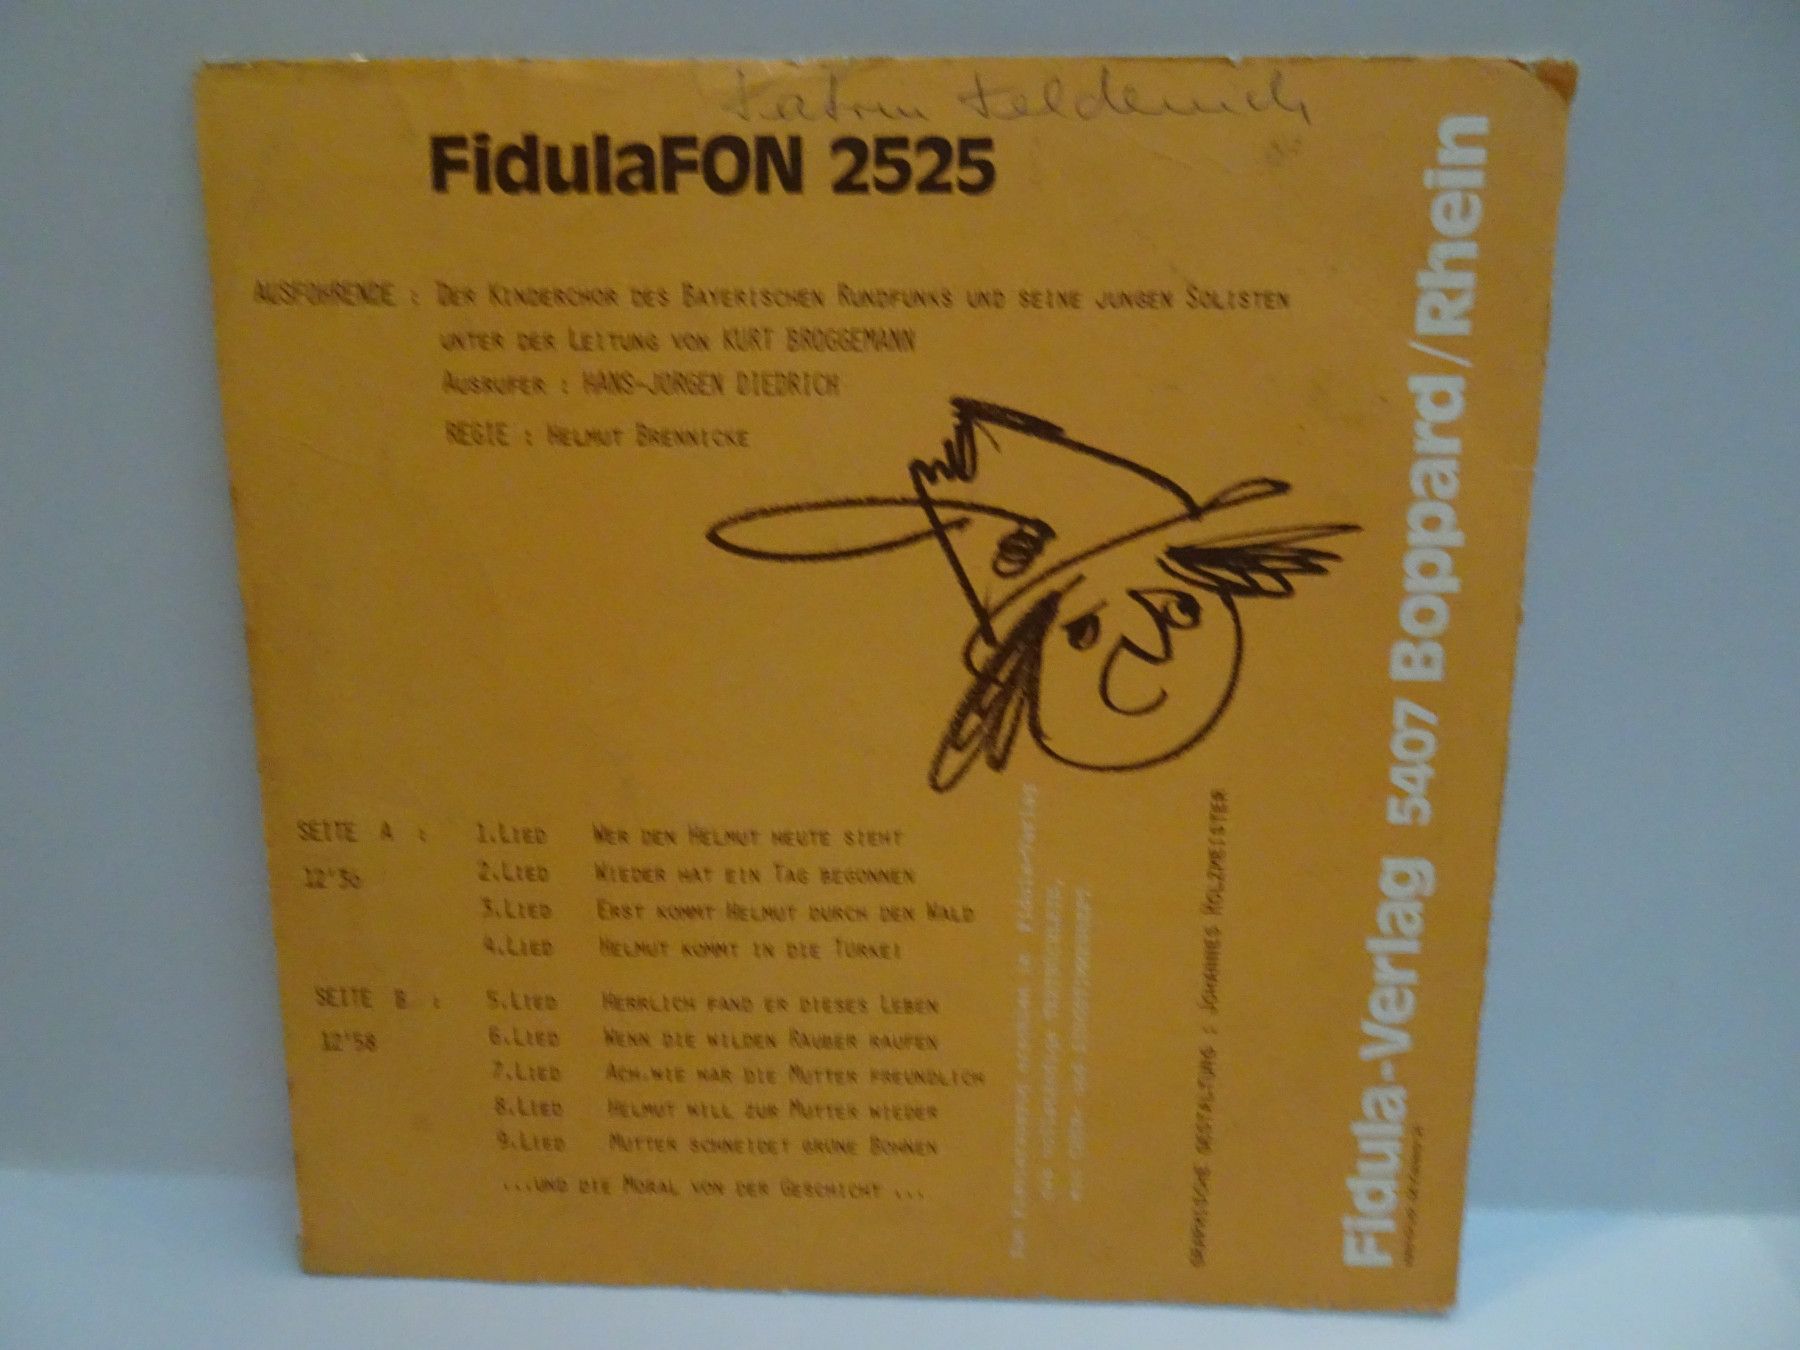 Katrin Felderich
FidulaFON 2525
AUSFÜHRENDE : DER KINDERCHOR DES BAYERISCHEN RUNDFUNKS UND SEINE JUNGEN SOLISTEN
UNTER DER LEITUNG VON KURT BRÜGGEMANN
AUSRUFER : HANS-JÜRGEN DIEDRICH
REGIE : HELMUT BRENNICKE
SEITE A : 1.LIED WER DEN HELMUT HEUTE SIEHT
12'36 2.LIED WIEDER HAT EIN TAG BEGONNEN
3.LIED ERST KOMMT HELMUT DURCH DEN WALD
4.LIED HELMUT KOMMT IN DIE TÜRKEI
SEITE B : 5.LIED HERRLICH FAND ER DIESES LEBEN
12'58 6.LIED WENN DIE WILDEN RÄUBER RAUFEN
7.LIED ACH,WIE WAR DIE MUTTER FREUNDLICH
8.LIED HELMUT WILL ZUR MUTTER WIEDER
9.LIED MUTTER SCHNEIDET GRÜNE BOHNEN
...UND DIE MORAL VON DER GESCHICHT ...
GRAPHISCHE GESTALTUNG : JOHANNES HOLZMEISTER
Fidula-Verlag 5407 Boppard/Rhein